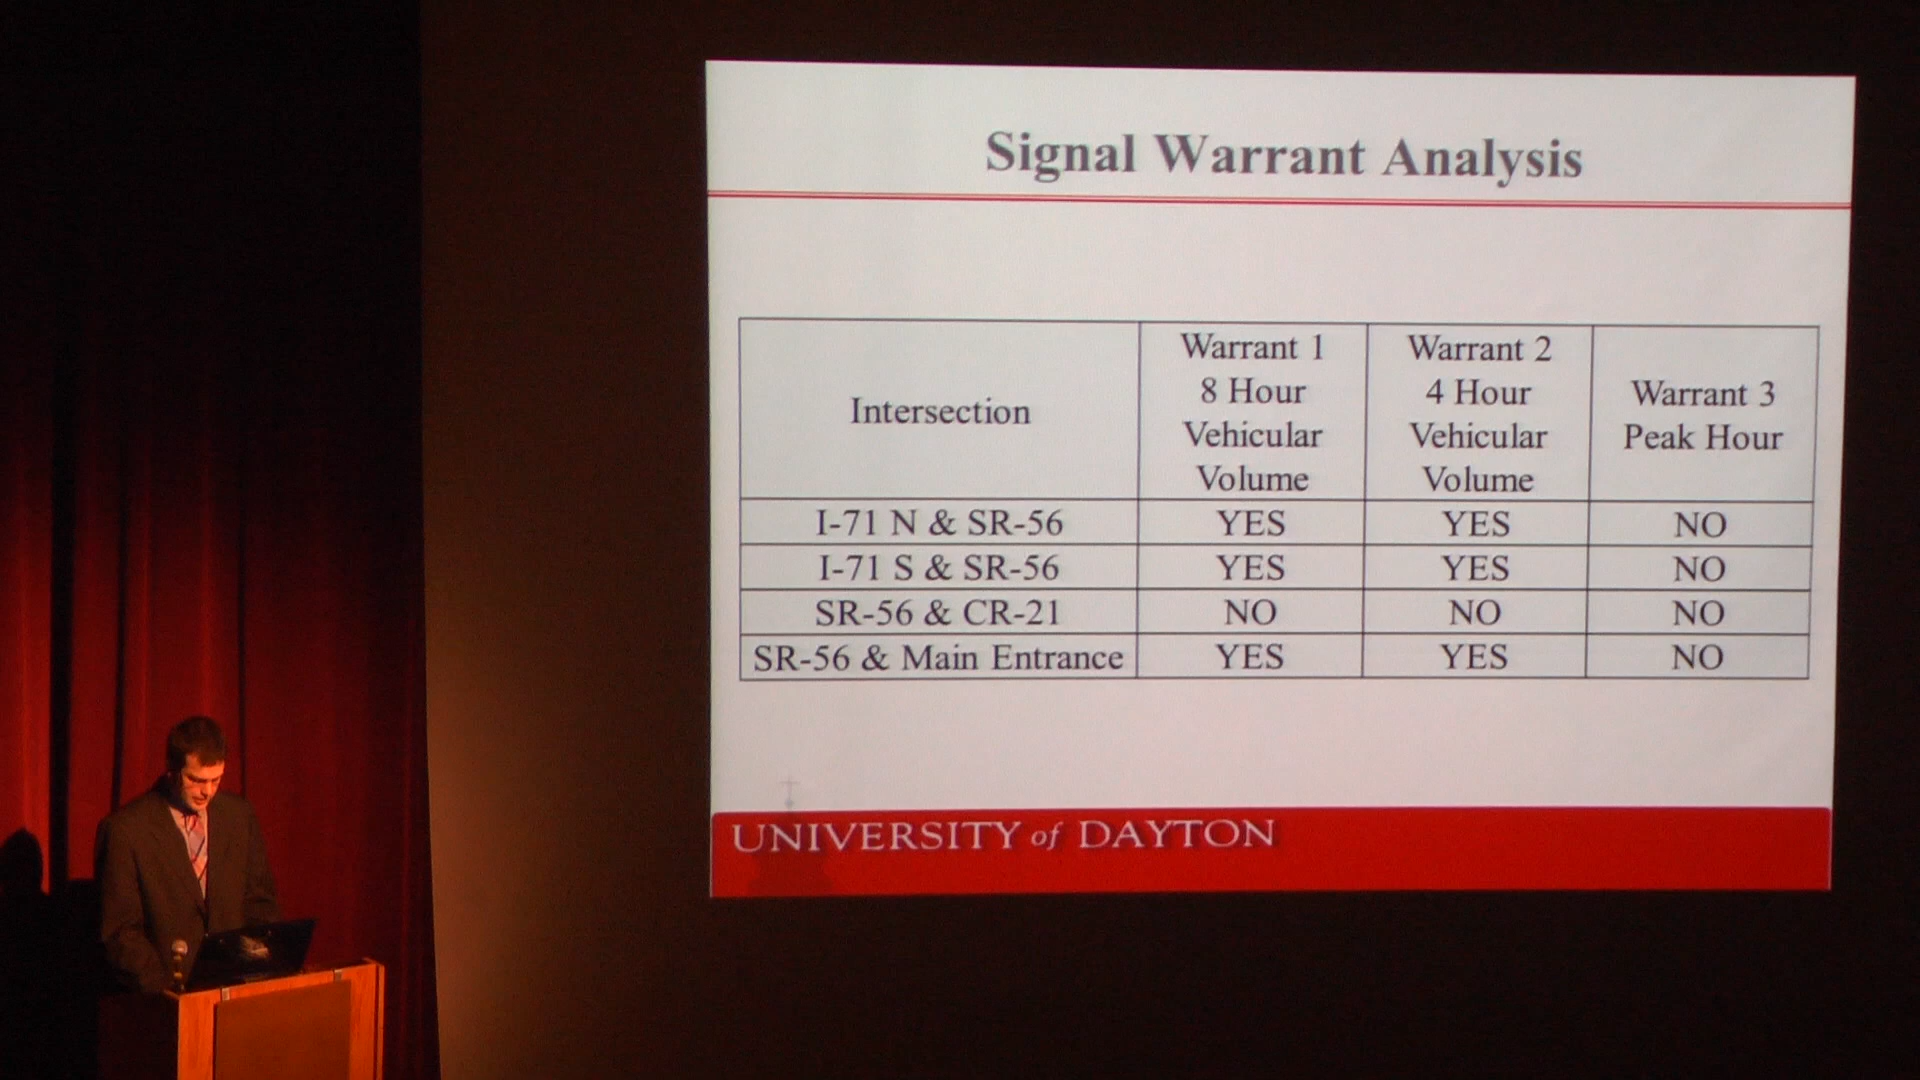 Signal Warrant Analysis
Intersection
Warrant 1
8 Hour
Vehicular
Volume
Warrant 2
4 Hour
Vehicular
Volume
Warrant 3
Peak Hour
I-71 N & SR-56 YES YES NO
I-71 S & SR-56 YES YES NO
SR-56 & CR-21 NO NO NO
SR-56 & Main Entrance YES YES NO
UNIVERSITY of DAYTON